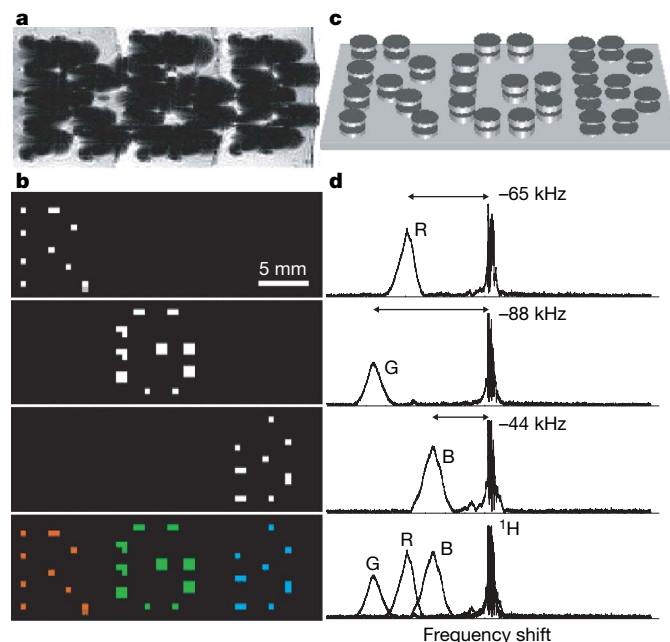 a
c
b
d
5 mm
–65 kHz
R
–88 kHz
G
–44 kHz
B
¹H
G
R
B
Frequency shift